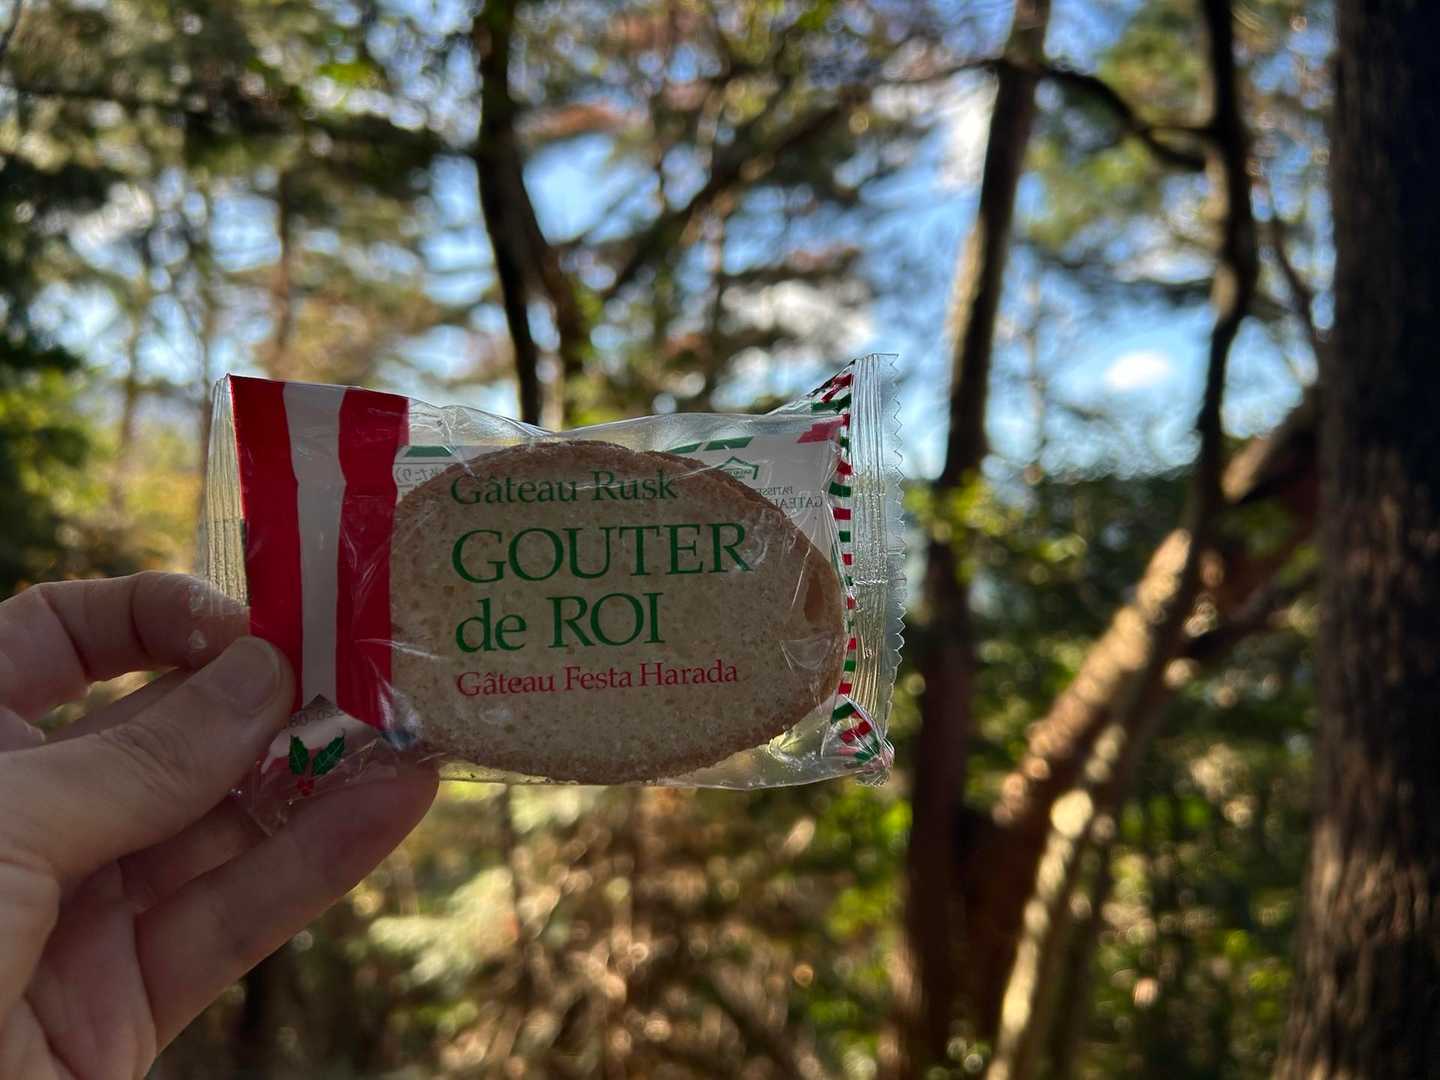 Gâteau Rusk
GOUTER
de ROI
Gâteau Festa Harada